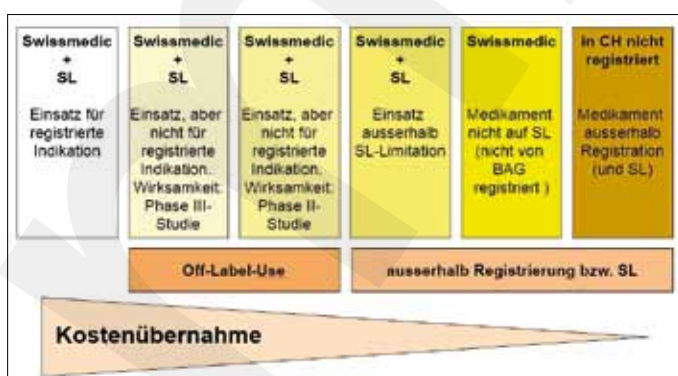 Swissmedic
+
SL
Einsatz für
registrierte
Indikation
Swissmedic
+
SL
Einsatz, aber
nicht für
registrierte
Indikation.
Wirksamkeit:
Phase III-
Studie
Swissmedic
+
SL
Einsatz, aber
nicht für
registrierte
Indikation.
Wirksamkeit:
Phase II-
Studie
Swissmedic
+
SL
Einsatz
ausserhalb
SL-Limitation
Swissmedic
Medikament
nicht auf SL
(nicht von
BAG
registriert )
In CH nicht
registriert
Medikament
ausserhalb
Registration
(und SL)
Off-Label-Use
ausserhalb Registrierung bzw. SL
Kostenübernahme